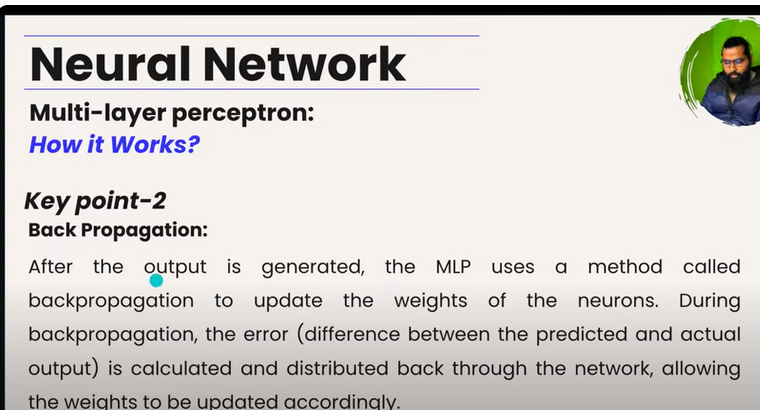 Neural Network
Multi-layer perceptron:
How it Works?
Key point-2
Back Propagation:
After the output is generated, the MLP uses a method called
backpropagation to update the weights of the neurons. During
backpropagation, the error (difference between the predicted and actual
output) is calculated and distributed back through the network, allowing
the weights to be updated accordingly.